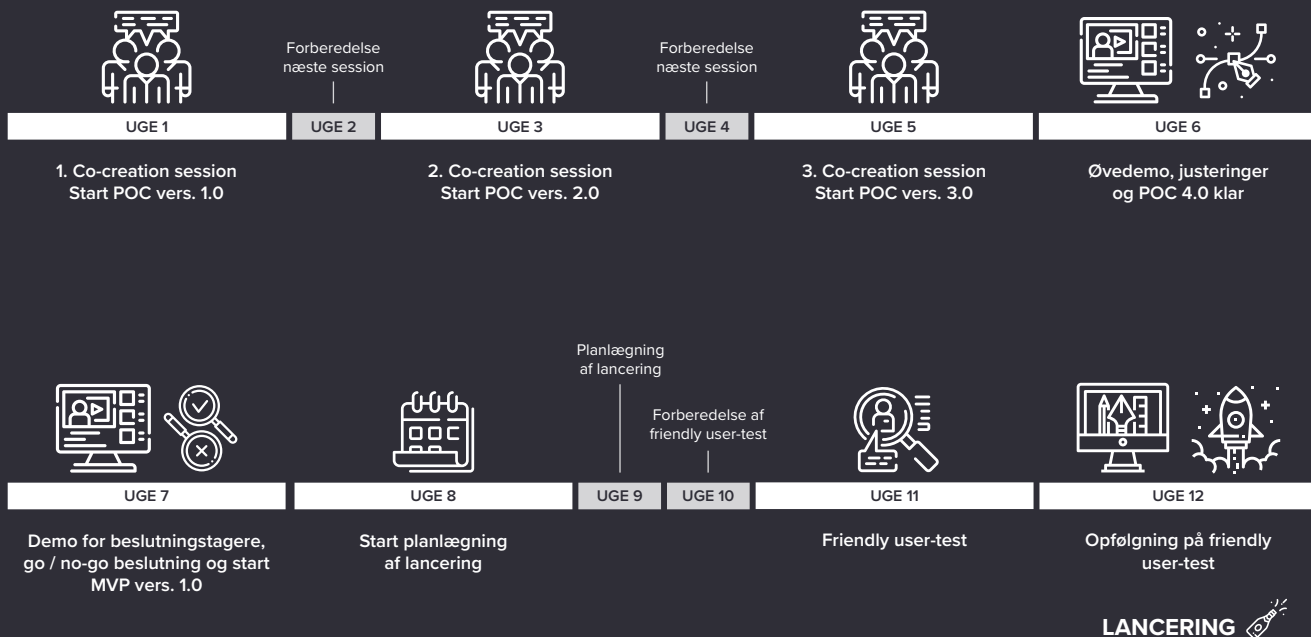 Forberedelse
næste session
Forberedelse
næste session
UGE 1
UGE 2
UGE 3
UGE 4
UGE 5
UGE 6
1. Co-creation session
Start POC vers. 1.0
2. Co-creation session
Start POC vers. 2.0
3. Co-creation session
Start POC vers. 3.0
Øvedemo, justeringer
og POC 4.0 klar
Planlægning
af lancering
Forberedelse af
friendly user-test
UGE 7
UGE 8
UGE 9
UGE 10
UGE 11
UGE 12
Demo for beslutningstagere,
go / no-go beslutning og start
MVP vers. 1.0
Start planlægning
af lancering
Friendly user-test
Opfølgning på friendly
user-test
LANCERING